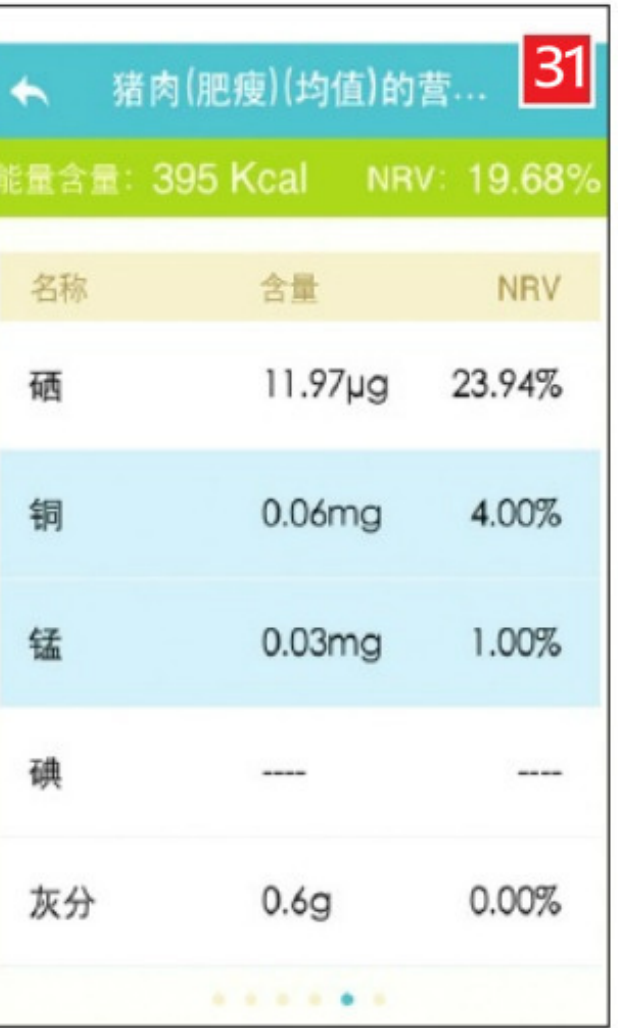 31
猪肉(肥瘦)(均值)的营...
能量含量: 395 Kcal NRV: 19.68%
名称 含量 NRV
硒 11.97μg 23.94%
铜 0.06mg 4.00%
锰 0.03mg 1.00%
碘 ---- ----
灰分 0.6g 0.00%